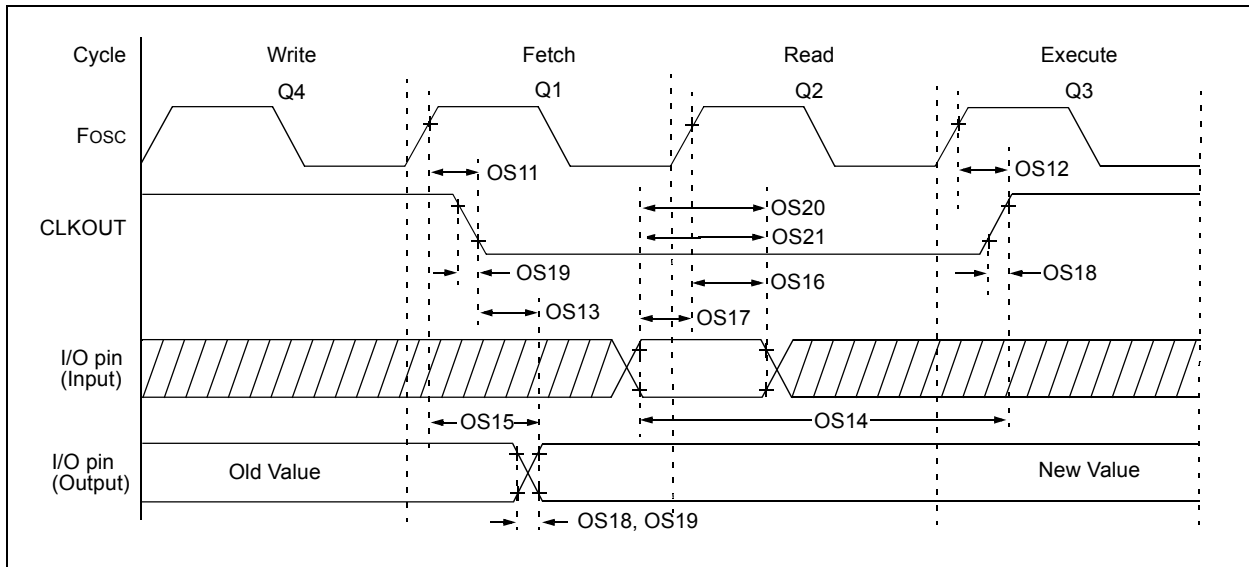 Cycle Write Fetch Read Execute
Q4 Q1 Q2 Q3
FOSC
OS11 OS12
OS20
CLKOUT
OS21
OS19 OS16 OS18
OS13 OS17
I/O pin
(Input)
OS15 OS14
I/O pin
(Output)
Old Value New Value
OS18, OS19